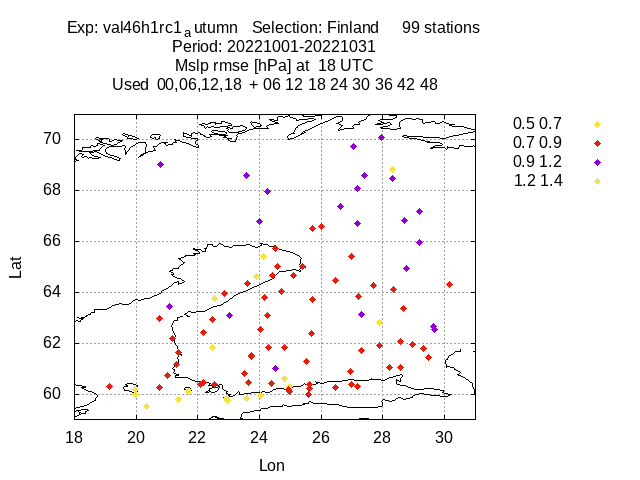 Exp: val46h1rc1autumn Selection: Finland 99 stations
Period: 20221001-20221031
Mslp rmse [hPa] at 18 UTC
Used 00,06,12,18 + 06 12 18 24 30 36 42 48
0.5 0.7
0.7 0.9
0.9 1.2
1.2 1.4
70
68
66
64
62
60
Lat
18 20 22 24 26 28 30
Lon